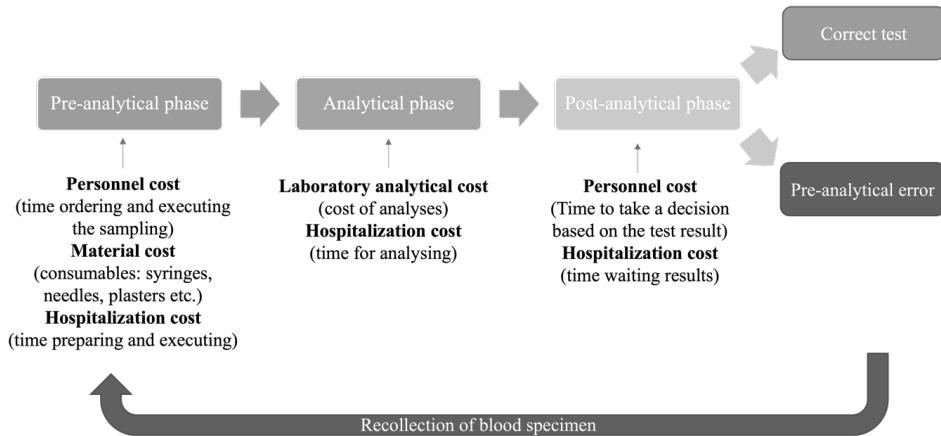 Correct test
Pre-analytical phase
Analytical phase
Post-analytical phase
Pre-analytical error
Personnel cost
(time ordering and executing
the sampling)
Material cost
(consumables: syringes,
needles, plasters etc.)
Hospitalization cost
(time preparing and executing)
Laboratory analytical cost
(cost of analyses)
Hospitalization cost
(time for analysing)
Personnel cost
(Time to take a decision
based on the test result)
Hospitalization cost
(time waiting results)
Recollection of blood specimen